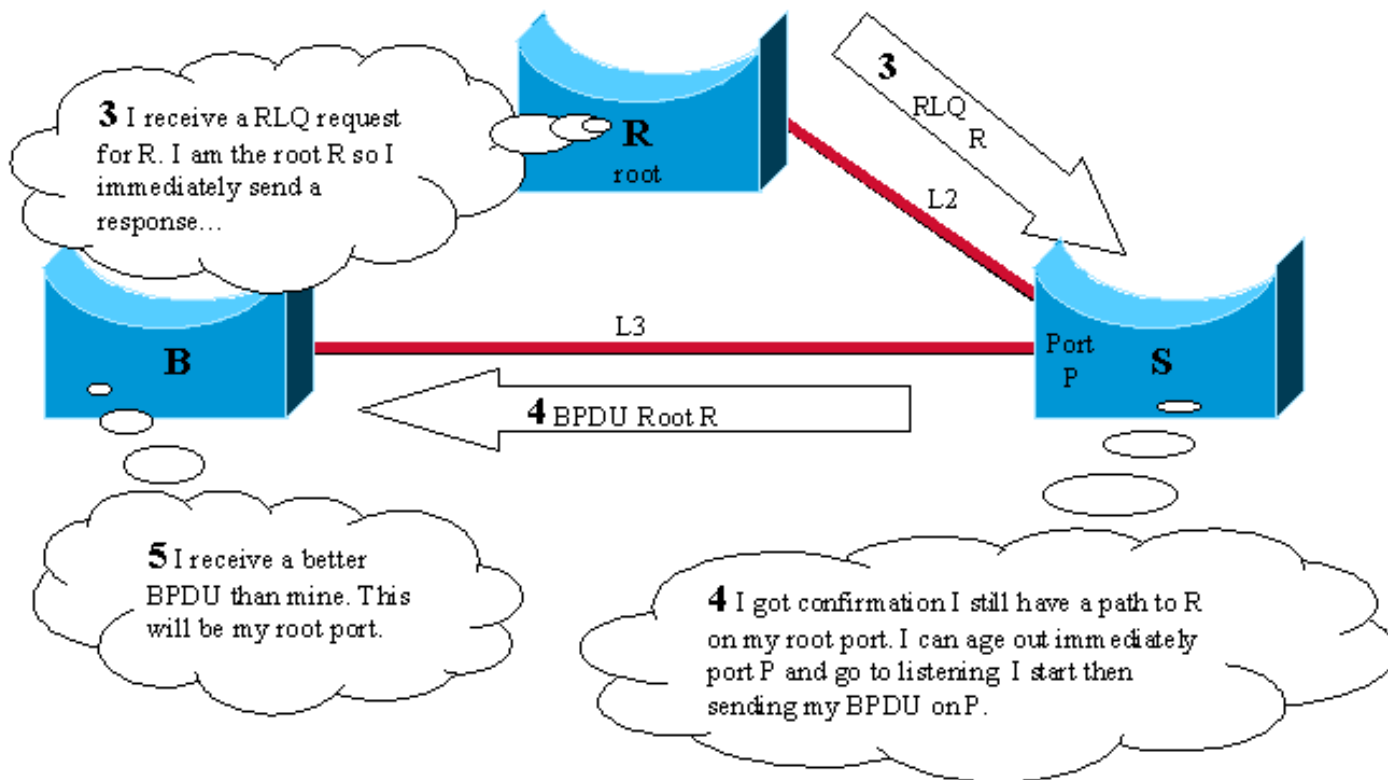 3 I receive a RLQ request
for R. I am the root R so I
immediately send a
response...
R
root
3
RLQ
R
L2
B
L3
Port
P
S
4 BPDU Root R
5 I receive a better
BPDU than mine. This
will be my root port.
4 I got confirmation I still have a path to R
on my root port. I can age out immediately
port P and go to listening. I start then
sending my BPDU on P.